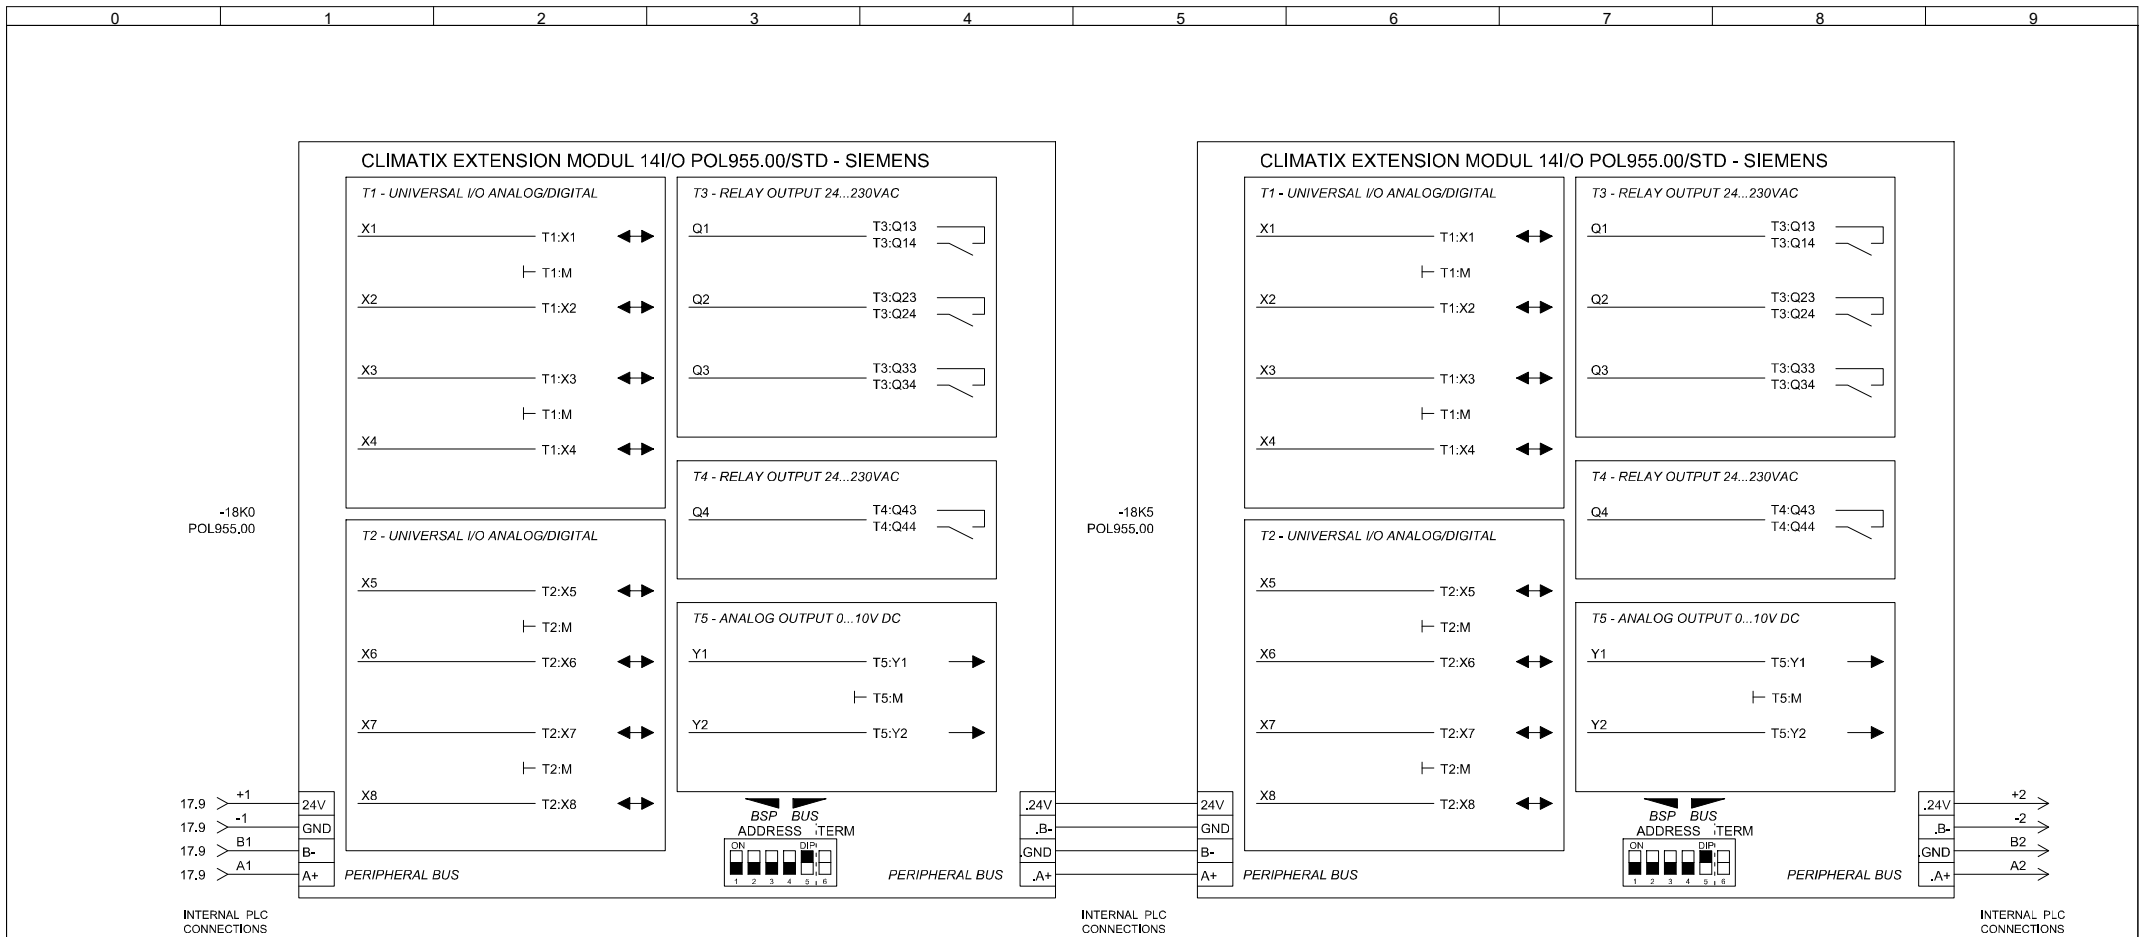 0 1 2 3 4 5 6 7 8 9
CLIMATIX EXTENSION MODUL 14I/O POL955.00/STD - SIEMENS
T1 - UNIVERSAL I/O ANALOG/DIGITAL
X1 T1:X1
T1:M
X2 T1:X2
X3 T1:X3
T1:M
X4 T1:X4
T2 - UNIVERSAL I/O ANALOG/DIGITAL
X5 T2:X5
T2:M
X6 T2:X6
X7 T2:X7
T2:M
X8 T2:X8
T3 - RELAY OUTPUT 24...230VAC
Q1 T3:Q13
T3:Q14
Q2 T3:Q23
T3:Q24
Q3 T3:Q33
T3:Q34
T4 - RELAY OUTPUT 24...230VAC
Q4 T4:Q43
T4:Q44
T5 - ANALOG OUTPUT 0...10V DC
Y1 T5:Y1
T5:M
Y2 T5:Y2
-18K0
POL955.00
17.9 +1 24V
17.9 -1 GND
17.9 B1 B-
17.9 A1 A+
PERIPHERAL BUS
BSP BUS
ADDRESS TERM
ON DIP
1 2 3 4 5 6
PERIPHERAL BUS
.24V
.B-
.GND
.A+
INTERNAL PLC
CONNECTIONS
CLIMATIX EXTENSION MODUL 14I/O POL955.00/STD - SIEMENS
T1 - UNIVERSAL I/O ANALOG/DIGITAL
X1 T1:X1
T1:M
X2 T1:X2
X3 T1:X3
T1:M
X4 T1:X4
T2 - UNIVERSAL I/O ANALOG/DIGITAL
X5 T2:X5
T2:M
X6 T2:X6
X7 T2:X7
T2:M
X8 T2:X8
T3 - RELAY OUTPUT 24...230VAC
Q1 T3:Q13
T3:Q14
Q2 T3:Q23
T3:Q24
Q3 T3:Q33
T3:Q34
T4 - RELAY OUTPUT 24...230VAC
Q4 T4:Q43
T4:Q44
T5 - ANALOG OUTPUT 0...10V DC
Y1 T5:Y1
T5:M
Y2 T5:Y2
-18K5
POL955.00
24V
GND
B-
A+
PERIPHERAL BUS
BSP BUS
ADDRESS TERM
ON DIP
1 2 3 4 5 6
PERIPHERAL BUS
.24V +2
.B- -2
.GND B2
.A+ A2
INTERNAL PLC
CONNECTIONS
INTERNAL PLC
CONNECTIONS